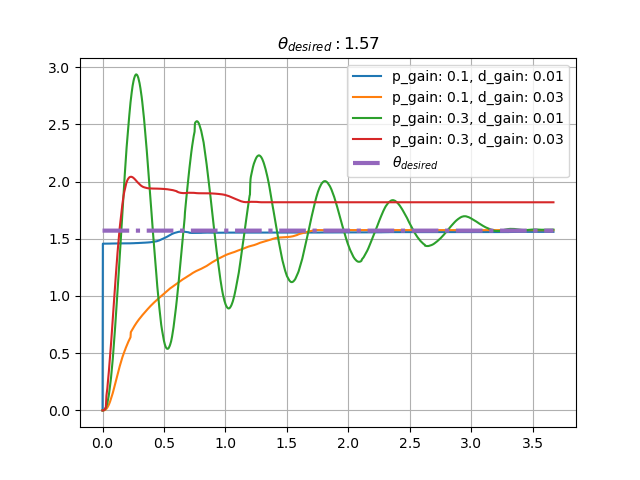 θdesired : 1.57
3.0
2.5
2.0
1.5
1.0
0.5
0.0
p_gain: 0.1, d_gain: 0.01
p_gain: 0.1, d_gain: 0.03
p_gain: 0.3, d_gain: 0.01
p_gain: 0.3, d_gain: 0.03
θdesired
0.0 0.5 1.0 1.5 2.0 2.5 3.0 3.5